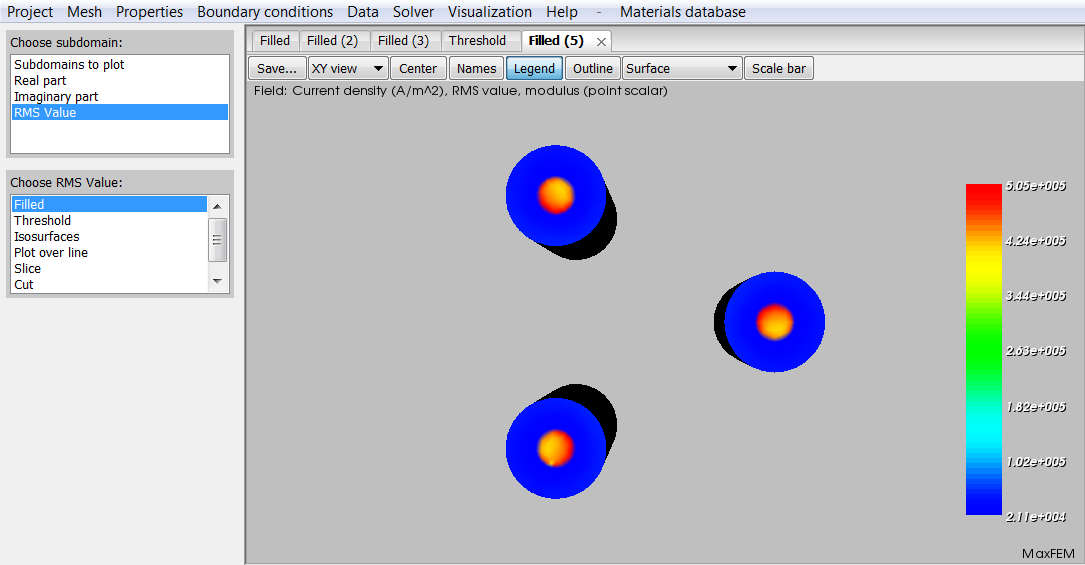 Project Mesh Properties Boundary conditions Data Solver Visualization Help - Materials database
Choose subdomain:
Subdomains to plot
Real part
Imaginary part
RMS Value
Choose RMS Value:
Filled
Threshold
Isosurfaces
Plot over line
Slice
Cut
Filled Filled (2) Filled (3) Threshold Filled (5) ×
Save... XY view Center Names Legend Outline Surface Scale bar
Field: Current density (A/m^2), RMS value, modulus (point scalar)
5.05e+005
4.24e+005
3.44e+005
2.63e+005
1.82e+005
1.02e+005
2.11e+004
MaxFEM